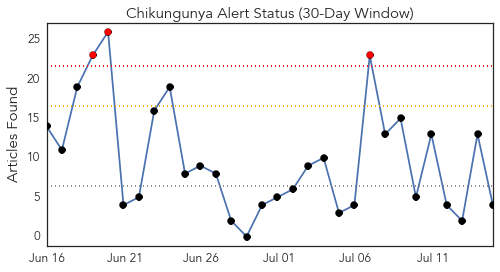 Chikungunya Alert Status (30-Day Window)
Articles Found
25
20
15
10
5
0
Jun 16 Jun 21 Jun 26 Jul 01 Jul 06 Jul 11